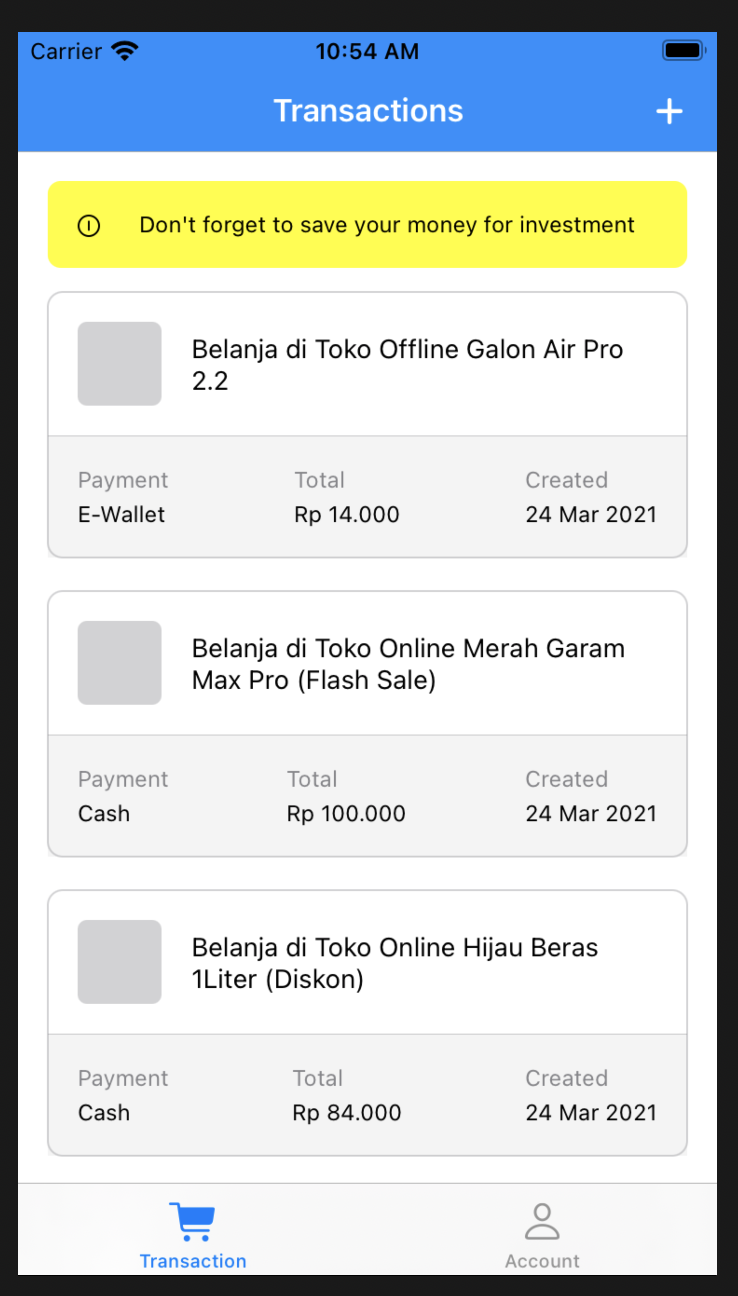 Carrier 10:54 AM
Transactions +
Don't forget to save your money for investment
Belanja di Toko Offline Galon Air Pro
2.2
Payment Total Created
E-Wallet Rp 14.000 24 Mar 2021
Belanja di Toko Online Merah Garam
Max Pro (Flash Sale)
Payment Total Created
Cash Rp 100.000 24 Mar 2021
Belanja di Toko Online Hijau Beras
1Liter (Diskon)
Payment Total Created
Cash Rp 84.000 24 Mar 2021
Transaction Account